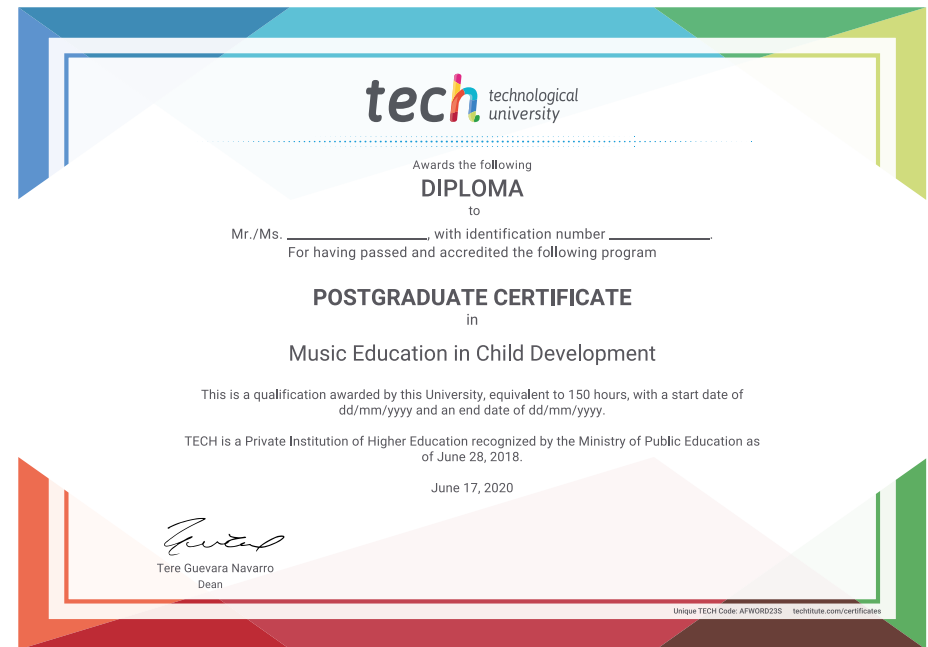 tech technological
university
Awards the following
DIPLOMA
to
Mr./Ms. ____________________, with identification number ______________.
For having passed and accredited the following program
POSTGRADUATE CERTIFICATE
in
Music Education in Child Development
This is a qualification awarded by this University, equivalent to 150 hours, with a start date of
dd/mm/yyyy and an end date of dd/mm/yyyy.
TECH is a Private Institution of Higher Education recognized by the Ministry of Public Education as
of June 28, 2018.
June 17, 2020
Tere Guevara Navarro
Dean
Unique TECH Code: AFWORD23S techtitute.com/certificates